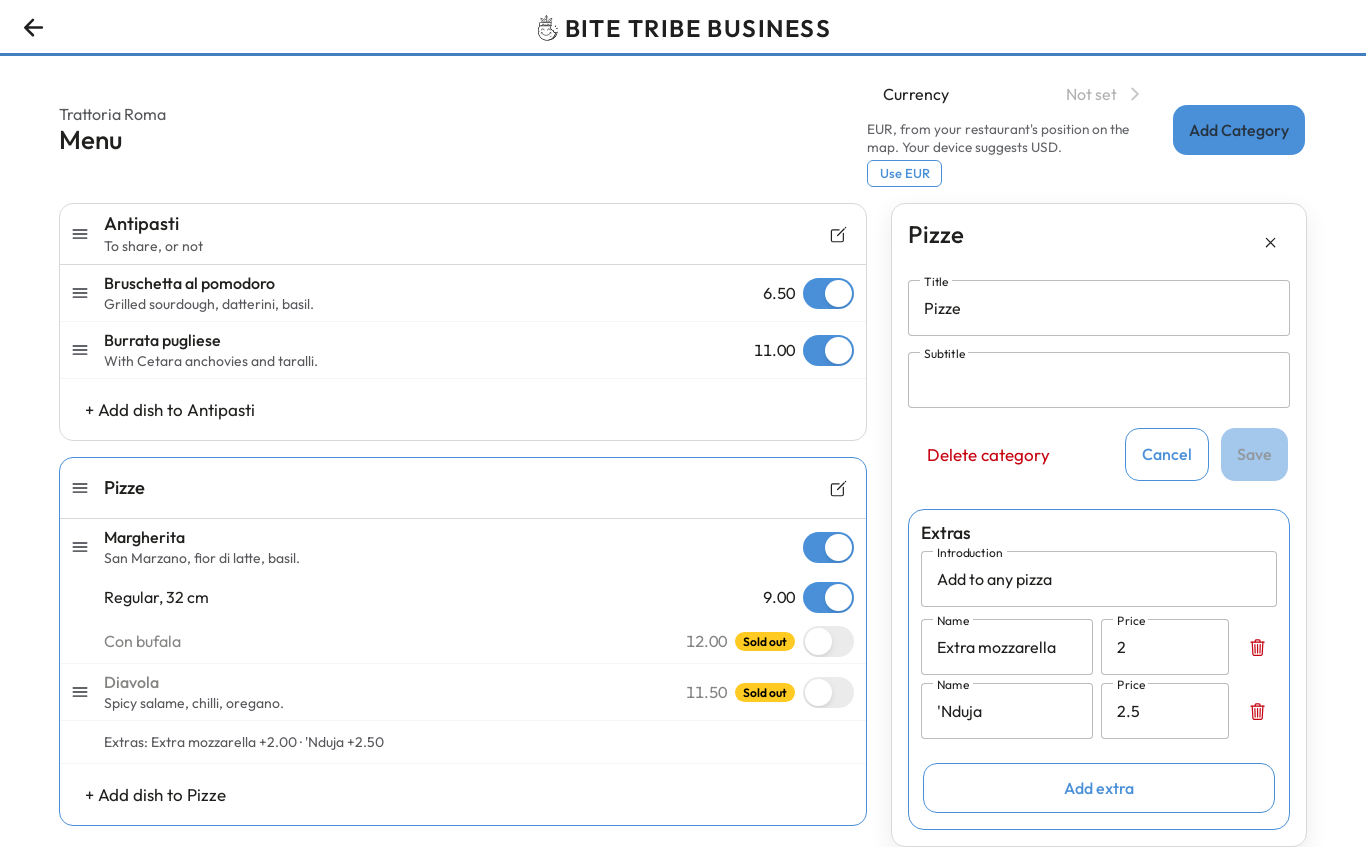 BITE TRIBE BUSINESS
Trattoria Roma
Menu
Currency
Not set
EUR, from your restaurant's position on the
map. Your device suggests USD.
Use EUR
Add Category
Antipasti
To share, or not
Bruschetta al pomodoro
Grilled sourdough, datterini, basil.
6.50
Burrata pugliese
With Cetara anchovies and taralli.
11.00
+ Add dish to Antipasti
Pizze
Margherita
San Marzano, fior di latte, basil.
Regular, 32 cm
9.00
Con bufala
12.00
Sold out
Diavola
Spicy salame, chilli, oregano.
11.50
Sold out
Extras: Extra mozzarella +2.00 · 'Nduja +2.50
+ Add dish to Pizze
Pizze
Title
Pizze
Subtitle
Delete category
Cancel
Save
Extras
Introduction
Add to any pizza
Name
Extra mozzarella
Price
2
Name
'Nduja
Price
2.5
Add extra